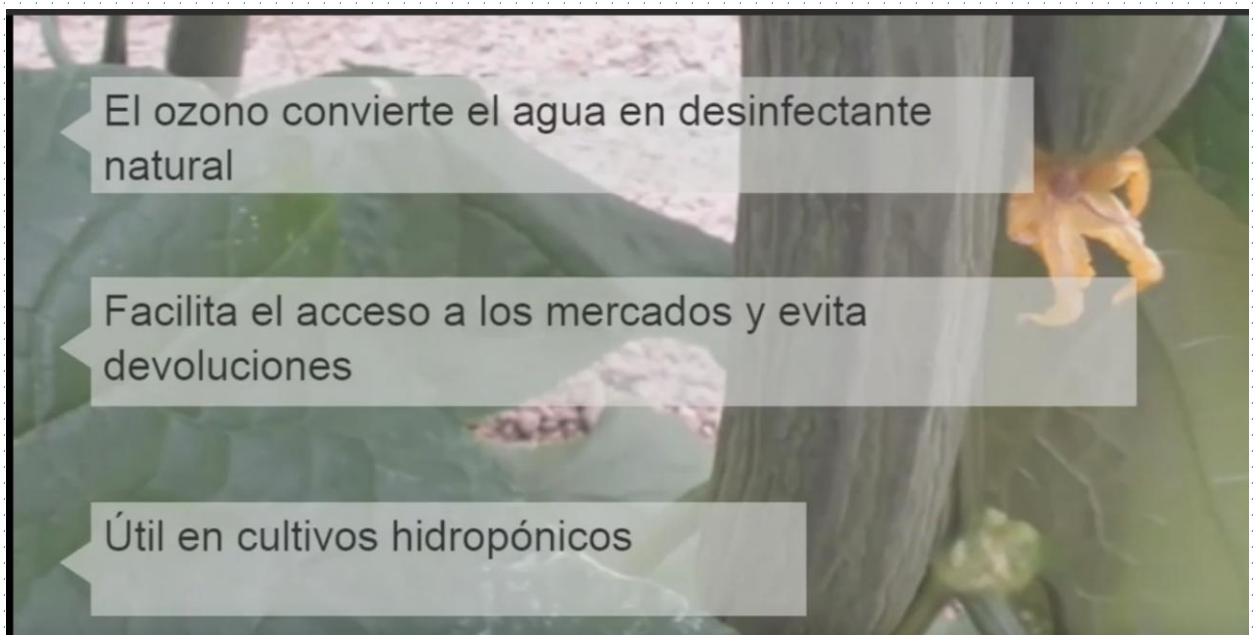 El ozono convierte el agua en desinfectante
natural
Facilita el acceso a los mercados y evita
devoluciones
Útil en cultivos hidropónicos